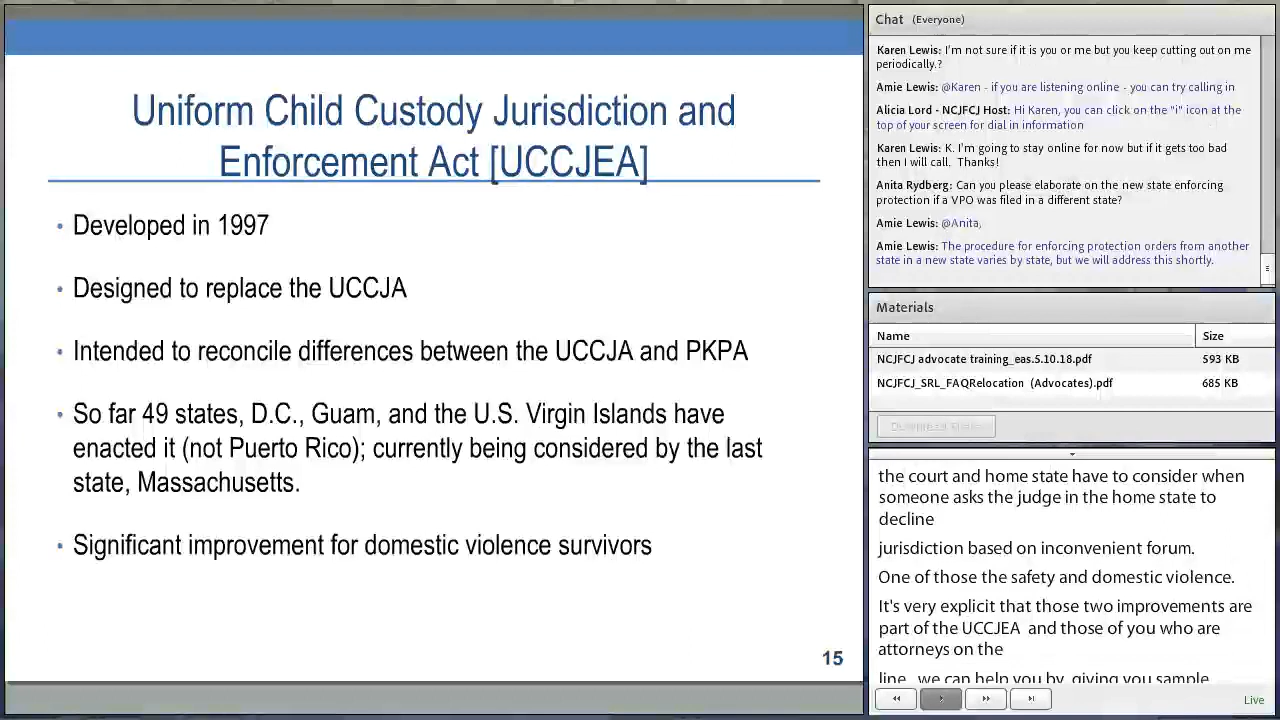 Uniform Child Custody Jurisdiction and
Enforcement Act [UCCJEA]
• Developed in 1997
• Designed to replace the UCCJA
• Intended to reconcile differences between the UCCJA and PKPA
• So far 49 states, D.C., Guam, and the U.S. Virgin Islands have
enacted it (not Puerto Rico); currently being considered by the last
state, Massachusetts.
• Significant improvement for domestic violence survivors
15
Chat (Everyone)
Karen Lewis: I'm not sure if it is you or me but you keep cutting out on me
periodically.?
Amie Lewis: @Karen - if you are listening online - you can try calling in
Alicia Lord - NCJFCJ Host: Hi Karen, you can click on the "i" icon at the
top of your screen for dial in information
Karen Lewis: K. I'm going to stay online for now but if it gets too bad
then I will call. Thanks!
Anita Rydberg: Can you please elaborate on the new state enforcing
protection if a VPO was filed in a different state?
Amie Lewis: @Anita,
Amie Lewis: The procedure for enforcing protection orders from another
state in a new state varies by state, but we will address this shortly.
Materials
Name Size
NCJFCJ advocate training_eas.5.10.18.pdf 593 KB
NCJFCJ_SRL_FAQRelocation (Advocates).pdf 685 KB
the court and home state have to consider when
someone asks the judge in the home state to
decline
jurisdiction based on inconvenient forum.
One of those the safety and domestic violence.
It's very explicit that those two improvements are
part of the UCCJEA and those of you who are
attorneys on the
line, we can help you by giving you sample
Live